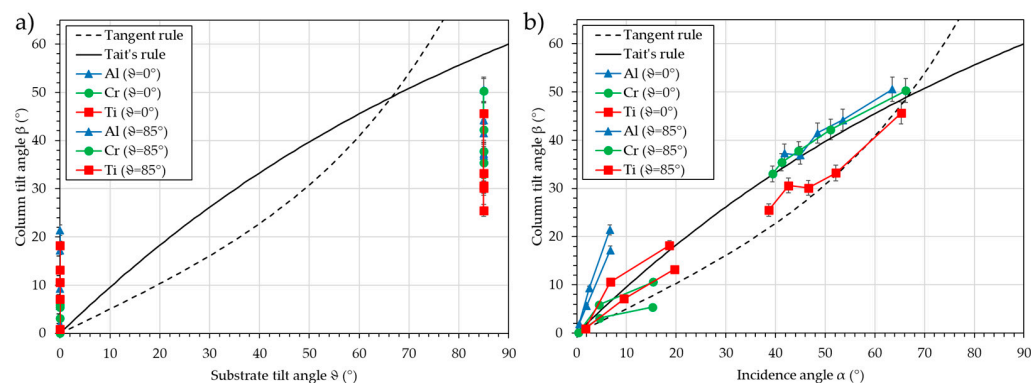 a)
Column tilt angle β (°)
60
50
40
30
20
10
0
Tangent rule
Tait's rule
Al (ϑ=0°)
Cr (ϑ=0°)
Ti (ϑ=0°)
Al (ϑ=85°)
Cr (ϑ=85°)
Ti (ϑ=85°)
0 10 20 30 40 50 60 70 80 90
Substrate tilt angle ϑ (°)
b)
Column tilt angle β (°)
60
50
40
30
20
10
0
Tangent rule
Tait's rule
Al (ϑ=0°)
Cr (ϑ=0°)
Ti (ϑ=0°)
Al (ϑ=85°)
Cr (ϑ=85°)
Ti (ϑ=85°)
0 10 20 30 40 50 60 70 80 90
Incidence angle α (°)